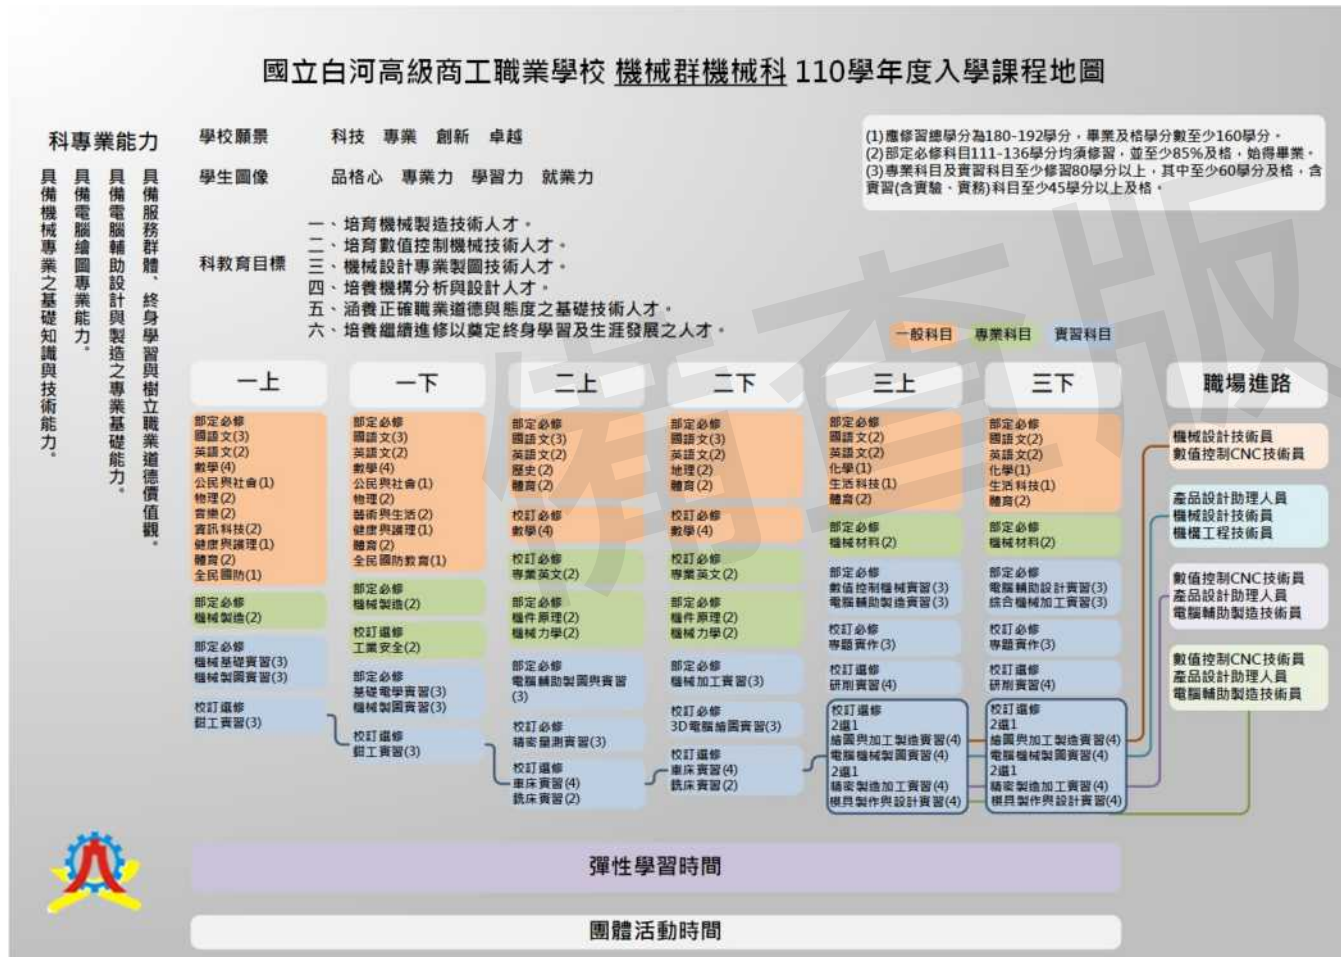 國立白河高級商工職業學校 機械群機械科 110學年度入學課程地圖
科專業能力
具備服務群體、終身學習與樹立職業道德價值觀。
具備電腦輔助設計與製造之專業基礎能力。
具備電腦繪圖專業能力。
具備機械專業之基礎知識與技術能力。
學校願景 科技 專業 創新 卓越
學生圖像 品格心 專業力 學習力 就業力
科教育目標
一、培育機械製造技術人才。
二、培育數值控制機械技術人才。
三、機械設計專業製圖技術人才。
四、培養機構分析與設計人才。
五、涵養正確職業道德與態度之基礎技術人才。
六、培養繼續進修以奠定終身學習及生涯發展之人才。
(1)應修習總學分為180-192學分，畢業及格學分數至少160學分。
(2)部定必修科目111-136學分均須修習，並至少85%及格，始得畢業。
(3)專業科目及實習科目至少修習80學分以上，其中至少60學分及格，含
實習(含實驗、實務)科目至少45學分以上及格。
一般科目 專業科目 實習科目
一上
部定必修
國語文(3)
英語文(2)
數學(4)
公民與社會(1)
物理(2)
音樂(2)
資訊科技(2)
健康與護理(1)
體育(2)
全民國防(1)
部定必修
機械製造(2)
部定必修
機械基礎實習(3)
機械製圖實習(3)
校訂選修
鉗工實習(3)
一下
部定必修
國語文(3)
英語文(2)
數學(4)
公民與社會(1)
物理(2)
藝術與生活(2)
健康與護理(1)
體育(2)
全民國防教育(1)
部定必修
機械製造(2)
校訂選修
工業安全(2)
部定必修
基礎電學實習(3)
機械製圖實習(3)
校訂選修
鉗工實習(3)
二上
部定必修
國語文(3)
英語文(2)
歷史(2)
體育(2)
校訂必修
數學(4)
校訂必修
專業英文(2)
部定必修
機件原理(2)
機械力學(2)
部定必修
電腦輔助製圖與實習
(3)
校訂必修
精密量測實習(3)
校訂選修
車床實習(4)
銑床實習(2)
二下
部定必修
國語文(3)
英語文(2)
地理(2)
體育(2)
校訂必修
數學(4)
校訂必修
專業英文(2)
部定必修
機件原理(2)
機械力學(2)
部定必修
機械加工實習(3)
校訂必修
3D電腦繪圖實習(3)
校訂選修
車床實習(4)
銑床實習(2)
三上
部定必修
國語文(2)
英語文(2)
化學(1)
生活科技(1)
體育(2)
部定必修
機械材料(2)
部定必修
數值控制機械實習(3)
電腦輔助製造實習(3)
校訂必修
專題實作(3)
校訂選修
研削實習(4)
校訂選修
2選1
繪圖與加工製造實習(4)
電腦機械製圖實習(4)
2選1
精密製造加工實習(4)
模具製作與設計實習(4)
三下
部定必修
國語文(2)
英語文(2)
化學(1)
生活科技(1)
體育(2)
部定必修
機械材料(2)
部定必修
電腦輔助設計實習(3)
綜合機械加工實習(3)
校訂必修
專題實作(3)
校訂選修
研削實習(4)
校訂選修
2選1
繪圖與加工製造實習(4)
電腦機械製圖實習(4)
2選1
精密製造加工實習(4)
模具製作與設計實習(4)
職場進路
機械設計技術員
數值控制CNC技術員
產品設計助理人員
機械設計技術員
機構工程技術員
數值控制CNC技術員
產品設計助理人員
電腦輔助製造技術員
數值控制CNC技術員
產品設計助理人員
電腦輔助製造技術員
彈性學習時間
團體活動時間
備查版